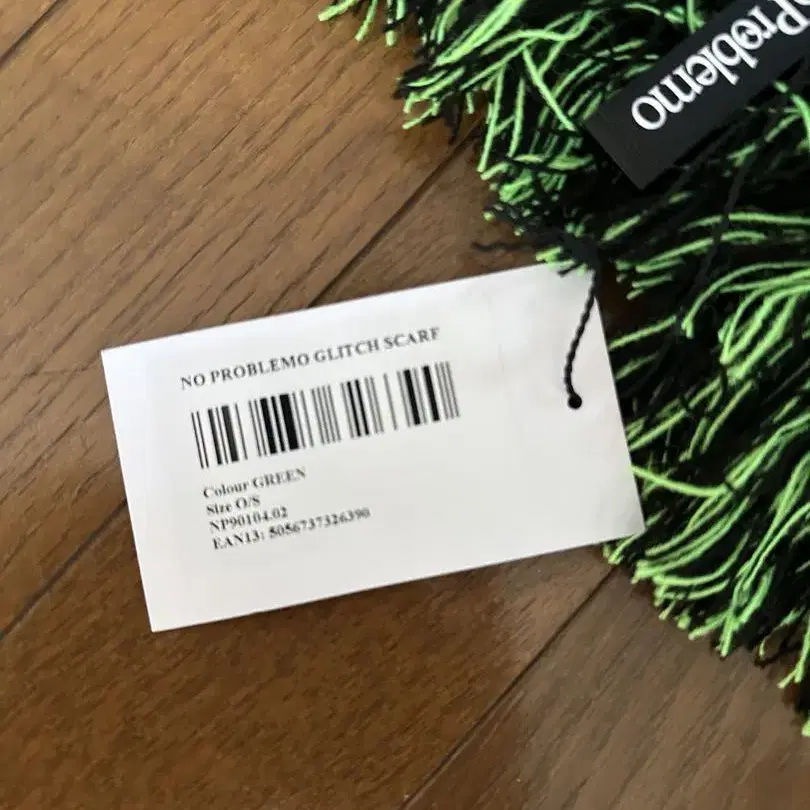 Problemo
NO PROBLEMO GLITCH SCARF
Colour GREEN
Size O/S
NP90104.02
EAN13: 5056737326390